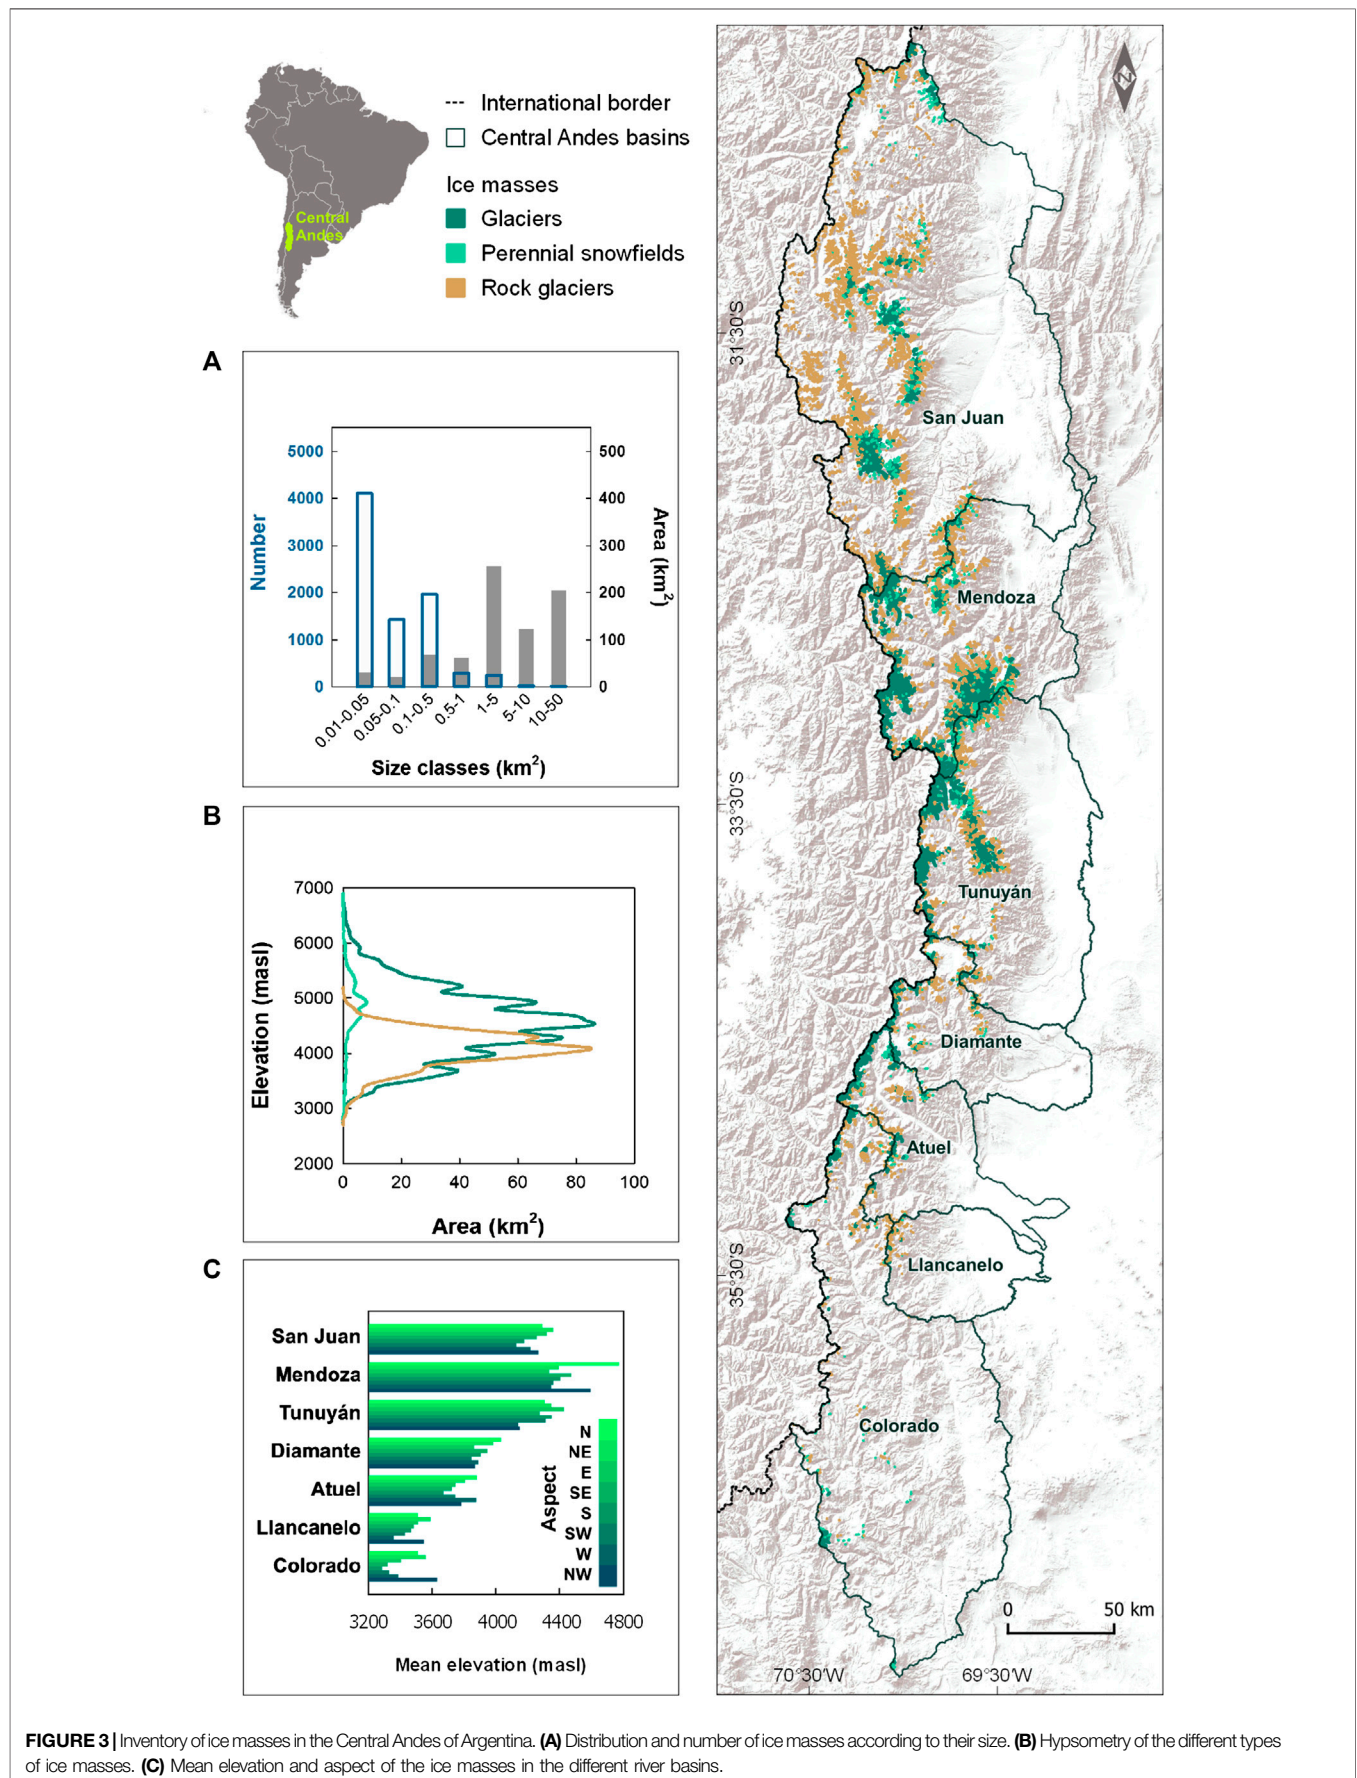 International border
Central Andes basins
Ice masses
Glaciers
Perennial snowfields
Rock glaciers
Central
Andes
A
5000
4000
3000
2000
1000
0
Number
500
400
300
200
100
0
Area (km²)
0.01-0.05
0.05-0.1
0.1-0.5
0.5-1
1-5
5-10
10-50
Size classes (km²)
B
7000
6000
5000
4000
3000
2000
Elevation (masl)
0 20 40 60 80 100
Area (km²)
C
San Juan
Mendoza
Tunuyán
Diamante
Atuel
Llancanelo
Colorado
Aspect
N
NE
E
SE
S
SW
W
NW
3200 3600 4000 4400 4800
Mean elevation (masl)
N
31°30'S
San Juan
Mendoza
33°30'S
Tunuyán
Diamante
Atuel
35°30'S
Llancanelo
Colorado
0 50 km
70°30'W 69°30'W
FIGURE 3 | Inventory of ice masses in the Central Andes of Argentina. (A) Distribution and number of ice masses according to their size. (B) Hypsometry of the different types
of ice masses. (C) Mean elevation and aspect of the ice masses in the different river basins.